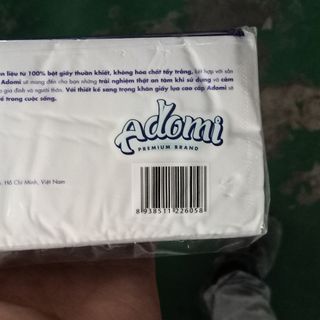 liệu từ 100% bột giấy thuần khiết, không hóa chất tẩy trắng, kết hợp với sản
Adomi sẽ mang đến cho bạn những trải nghiệm thật an tâm khi sử dụng và cảm
gia đình và người thân. Với thiết kế sang trọng khăn giấy lụa cao cấp Adomi sẽ
trong cuộc sống.
Adomi
PREMIUM BRAND
Hồ Chí Minh, Việt Nam
8 938511 226058